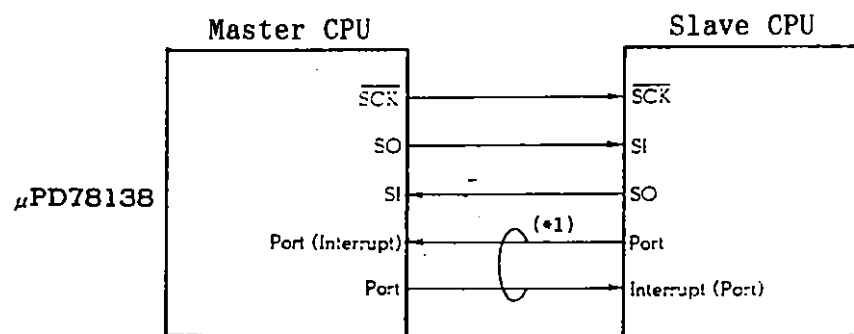 Master CPU
Slave CPU
SCK SCK
SO SI
μPD78138
SI SO
(*1)
Port (Interrupt) Port
Port Interrupt (Port)